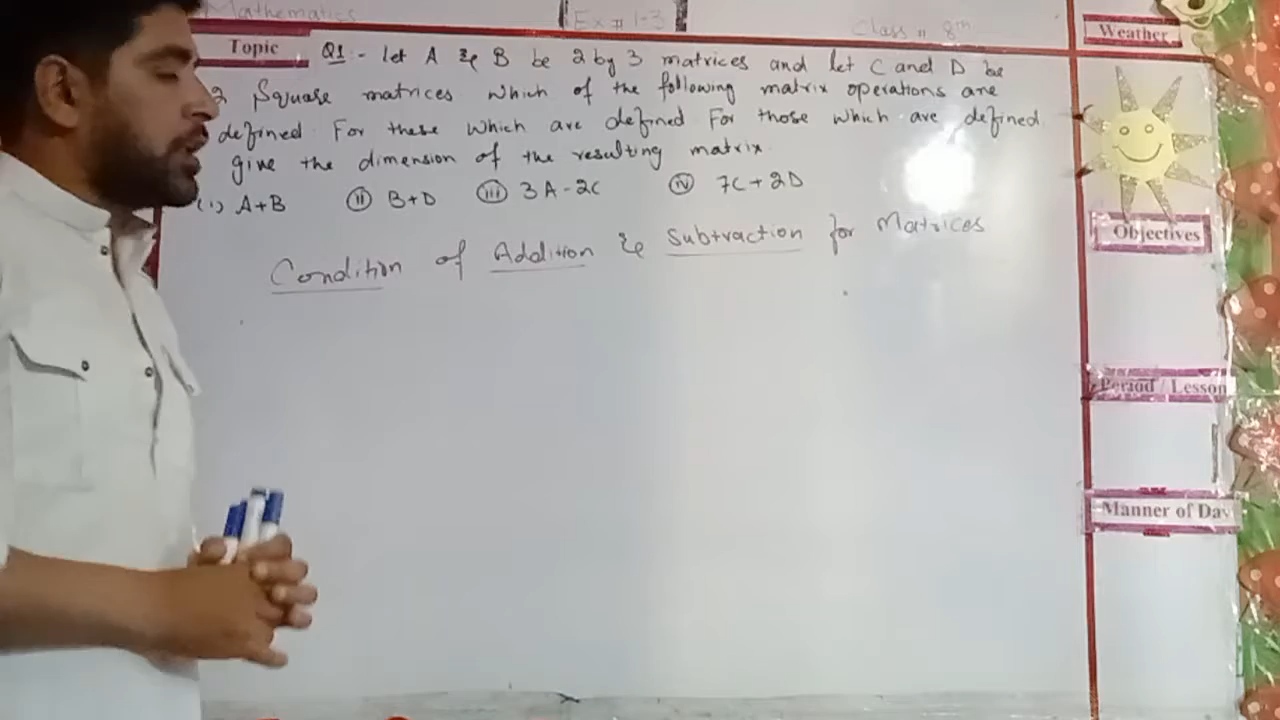 Mathematics
Ex # 1-3
Class # 8th
Weather
Topic
Q1:- let A & B be 2 by 3 matrices and let C and D be
2 Square matrices which of the following matrix operations are
defined. For these which are defined For those which are defined.
give the dimension of the resulting matrix.
(i) A+B (ii) B+D (iii) 3A-2C (iv) 7C+2D
Condition of Addition & Subtraction for Matrices
Objectives
Period / Lesson
Manner of Day